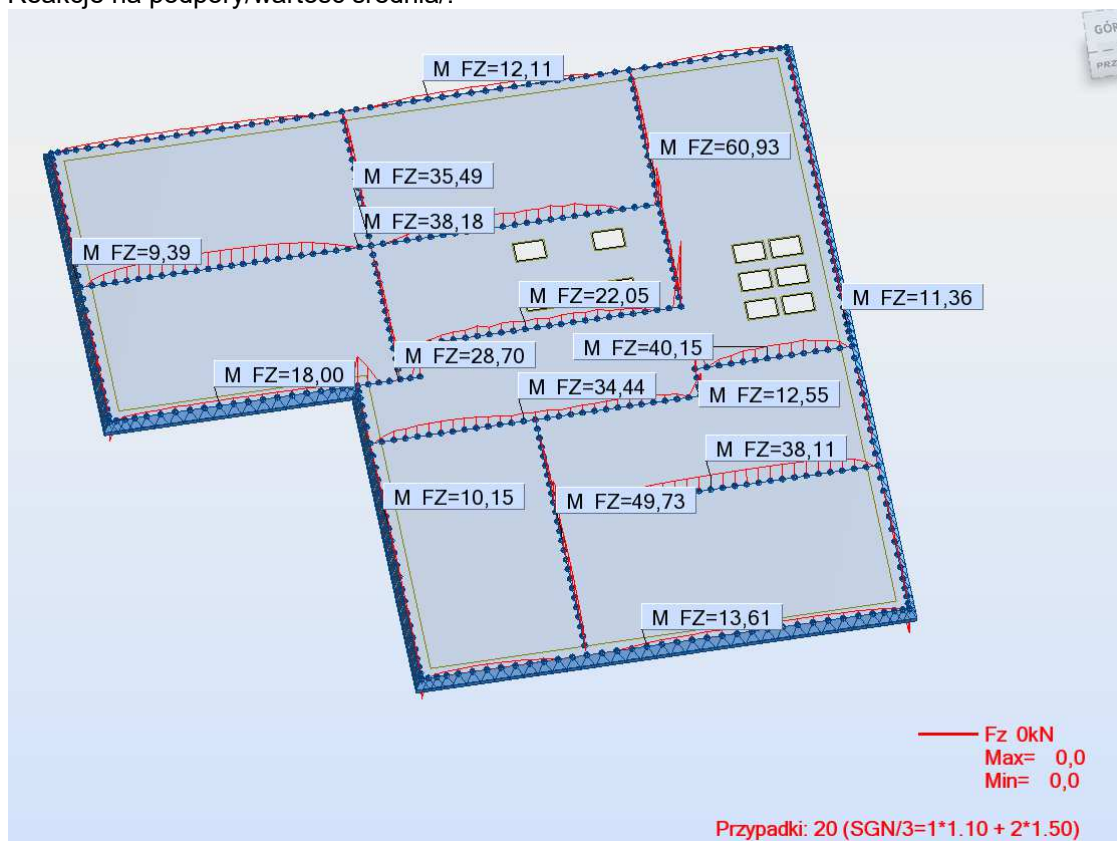 Reakcje na podpory/wartość średnia/:
GÓR
PRZ
M FZ=12,11
M FZ=60,93
M FZ=35,49
M FZ=38,18
M FZ=9,39
M FZ=22,05
M FZ=11,36
M FZ=28,70
M FZ=40,15
M FZ=18,00
M FZ=34,44
M FZ=12,55
M FZ=38,11
M FZ=10,15
M FZ=49,73
M FZ=13,61
Fz 0kN
Max= 0,0
Min= 0,0
Przypadki: 20 (SGN/3=1*1.10 + 2*1.50)